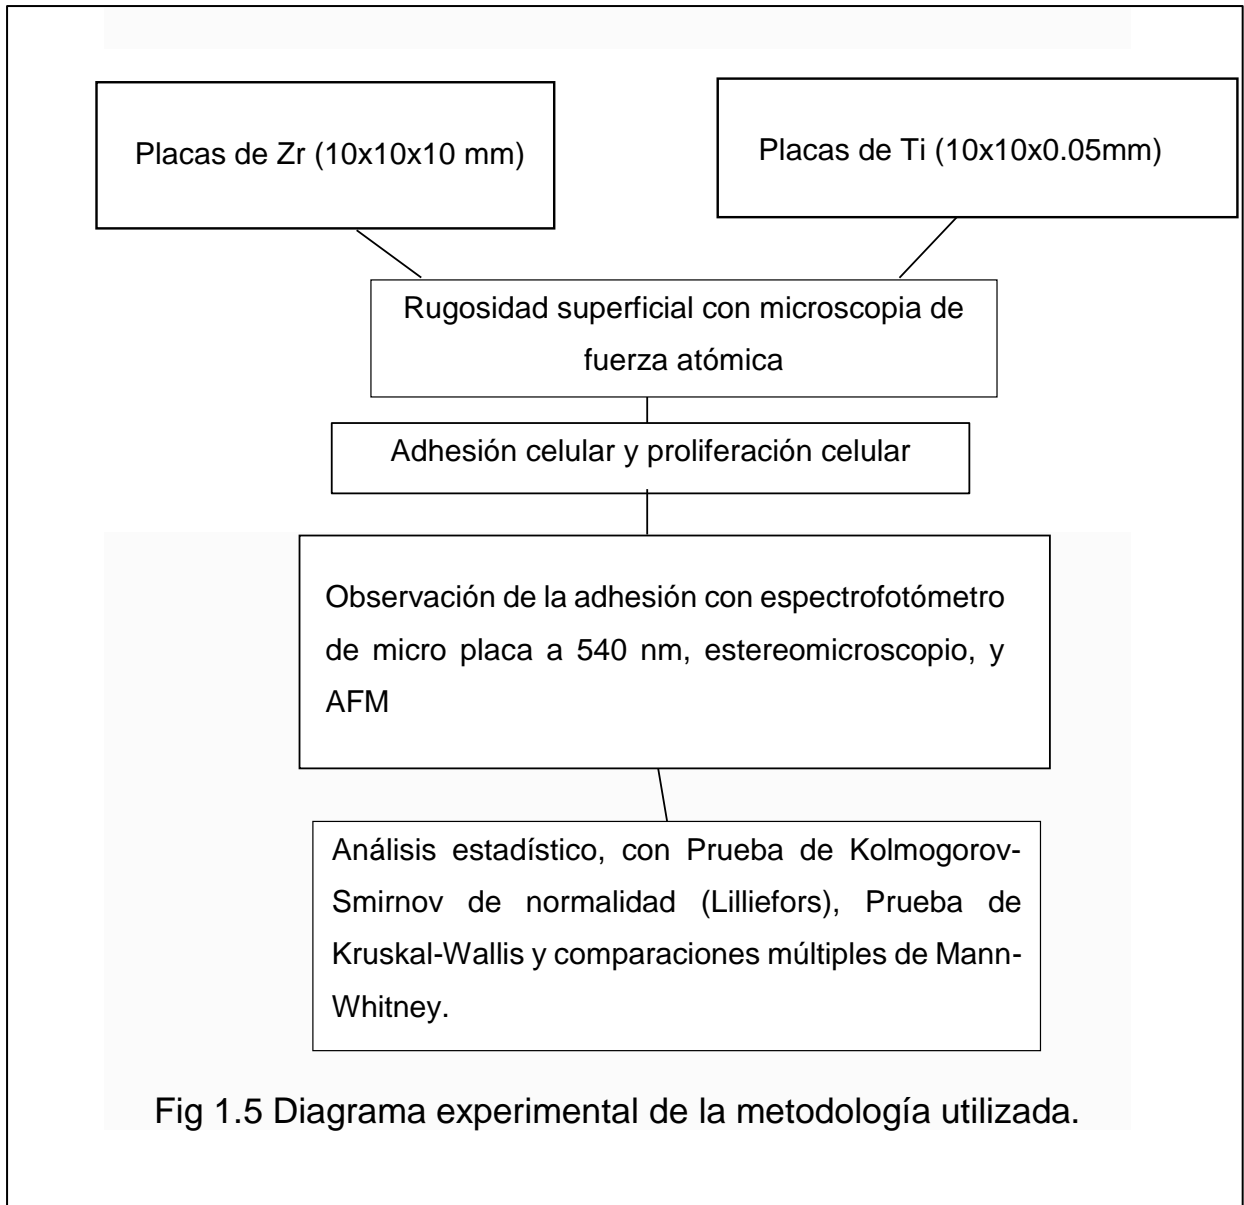 Placas de Zr (10x10x10 mm)
Placas de Ti (10x10x0.05mm)
Rugosidad superficial con microscopia de
fuerza atómica
Adhesión celular y proliferación celular
Observación de la adhesión con espectrofotómetro
de micro placa a 540 nm, estereomicroscopio, y
AFM
Análisis estadístico, con Prueba de Kolmogorov-
Smirnov de normalidad (Lilliefors), Prueba de
Kruskal-Wallis y comparaciones múltiples de Mann-
Whitney.
Fig 1.5 Diagrama experimental de la metodología utilizada.